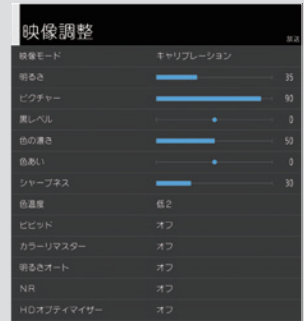 映像調整
放送
映像モード キャリブレーション
明るさ 35
ピクチャー 90
黒レベル 0
色の濃さ 50
色あい 0
シャープネス 30
色温度 低2
ビビッド オフ
カラーリマスター オフ
明るさオート オフ
NR オフ
HDオプティマイザー オフ